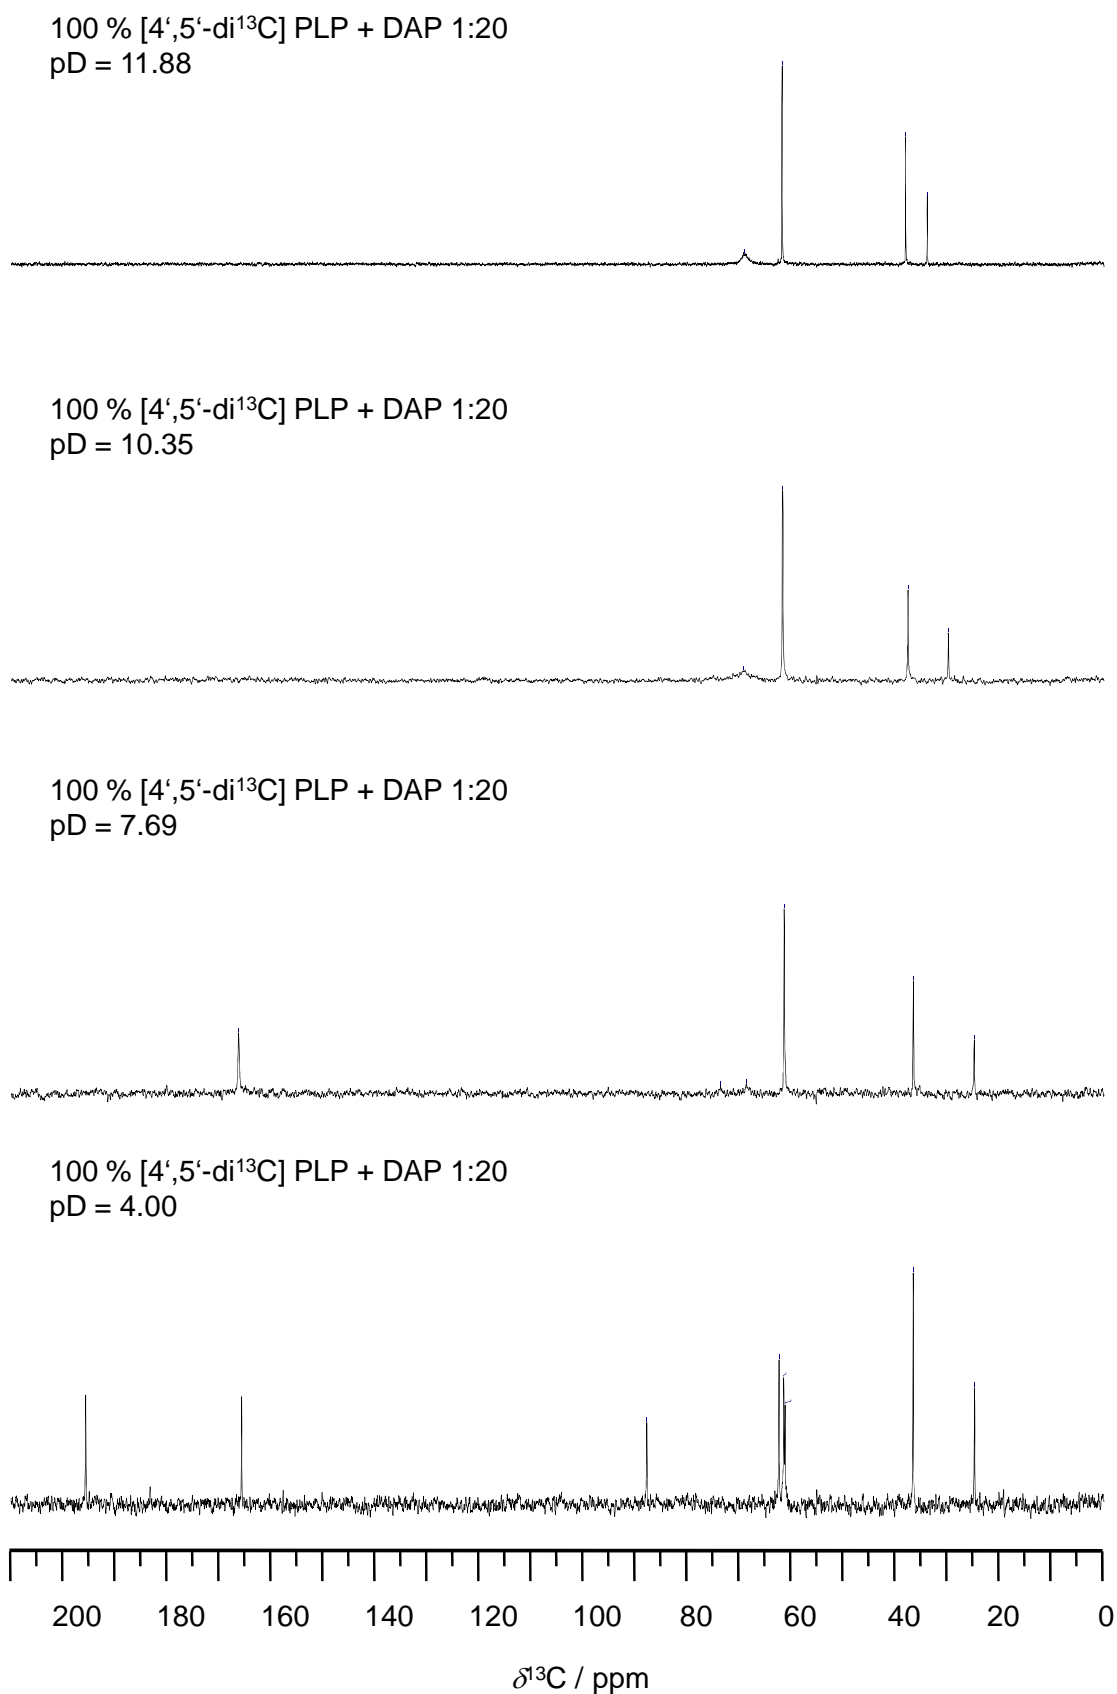 100 % [4‘,5‘-di¹³C] PLP + DAP 1:20
pD = 11.88
100 % [4‘,5‘-di¹³C] PLP + DAP 1:20
pD = 10.35
100 % [4‘,5‘-di¹³C] PLP + DAP 1:20
pD = 7.69
100 % [4‘,5‘-di¹³C] PLP + DAP 1:20
pD = 4.00
200 180 160 140 120 100 80 60 40 20 0
δ¹³C / ppm